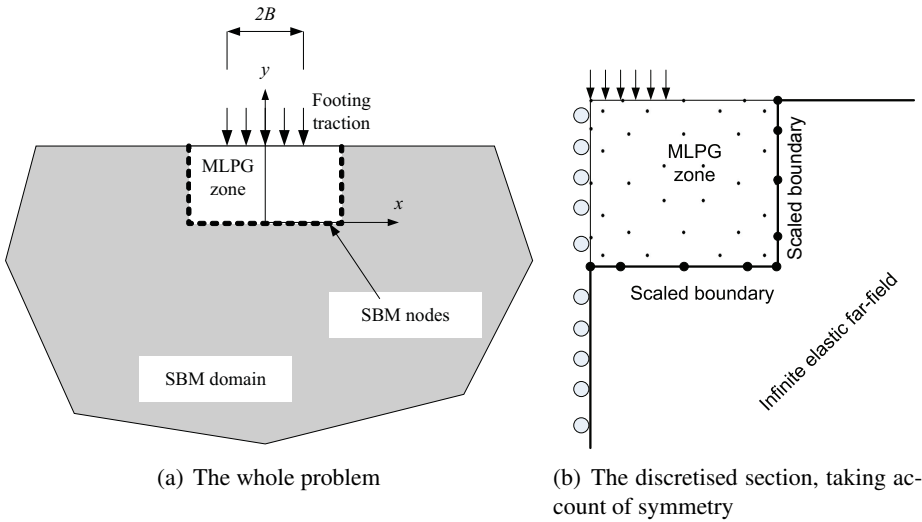 2B
y
Footing
traction
MLPG
zone
x
SBM nodes
SBM domain
(a) The whole problem
MLPG
zone
Scaled boundary
Scaled boundary
Infinite elastic far-field
(b) The discretised section, taking ac-
count of symmetry